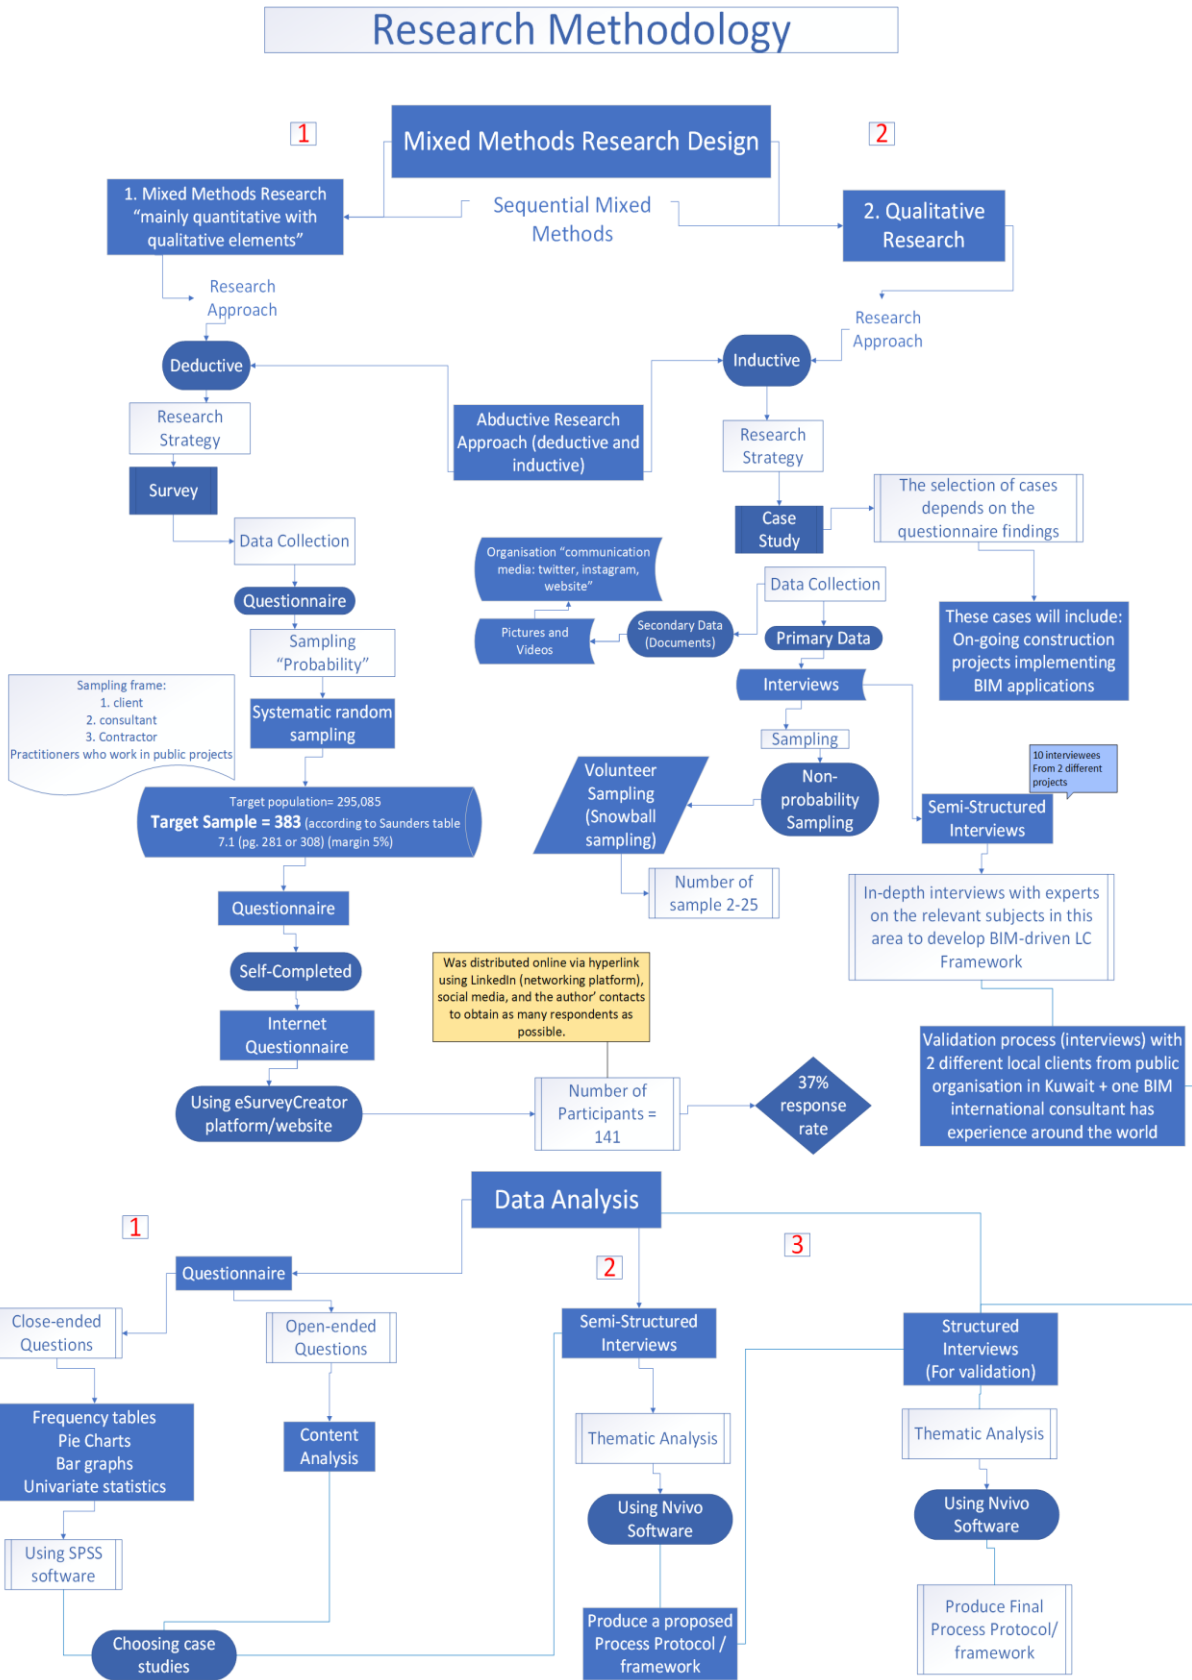 Research Methodology
1
Mixed Methods Research Design
2
1. Mixed Methods Research
“mainly quantitative with
qualitative elements”
Sequential Mixed
Methods
2. Qualitative
Research
Research
Approach
Research
Approach
Deductive
Inductive
Research
Strategy
Abductive Research
Approach (deductive and
inductive)
Research
Strategy
Survey
Case
Study
The selection of cases
depends on the
questionnaire findings
Data Collection
Organisation “communication
media: twitter, instagram,
website”
Data Collection
Questionnaire
Pictures and
Videos
Secondary Data
(Documents)
Primary Data
These cases will include:
On-going construction
projects implementing
BIM applications
Sampling
“Probability”
Interviews
Sampling frame:
1. client
2. consultant
3. Contractor
Practitioners who work in public projects
Systematic random
sampling
Sampling
10 interviewees
From 2 different
projects
Volunteer
Sampling
(Snowball
sampling)
Non-
probability
Sampling
Semi-Structured
Interviews
Target population= 295,085
Target Sample = 383 (according to Saunders table
7.1 (pg. 281 or 308) (margin 5%)
Number of
sample 2-25
In-depth interviews with experts
on the relevant subjects in this
area to develop BIM-driven LC
Framework
Questionnaire
Self-Completed
Was distributed online via hyperlink
using LinkedIn (networking platform),
social media, and the author’ contacts
to obtain as many respondents as
possible.
Internet
Questionnaire
Validation process (interviews) with
2 different local clients from public
organisation in Kuwait + one BIM
international consultant has
experience around the world
Using eSurveyCreator
platform/website
Number of
Participants =
141
37%
response
rate
Data Analysis
1
2
3
Questionnaire
Close-ended
Questions
Open-ended
Questions
Semi-Structured
Interviews
Structured
Interviews
(For validation)
Frequency tables
Pie Charts
Bar graphs
Univariate statistics
Content
Analysis
Thematic Analysis
Thematic Analysis
Using SPSS
software
Using Nvivo
Software
Using Nvivo
Software
Choosing case
studies
Produce a proposed
Process Protocol /
framework
Produce Final
Process Protocol/
framework